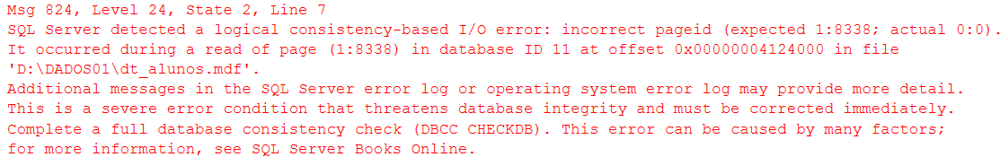 Msg 824, Level 24, State 2, Line 7
SQL Server detected a logical consistency-based I/O error: incorrect pageid (expected 1:8338; actual 0:0).
It occurred during a read of page (1:8338) in database ID 11 at offset 0x00000004124000 in file
'D:\DADOS01\dt_alunos.mdf'.
Additional messages in the SQL Server error log or operating system error log may provide more detail.
This is a severe error condition that threatens database integrity and must be corrected immediately.
Complete a full database consistency check (DBCC CHECKDB). This error can be caused by many factors;
for more information, see SQL Server Books Online.